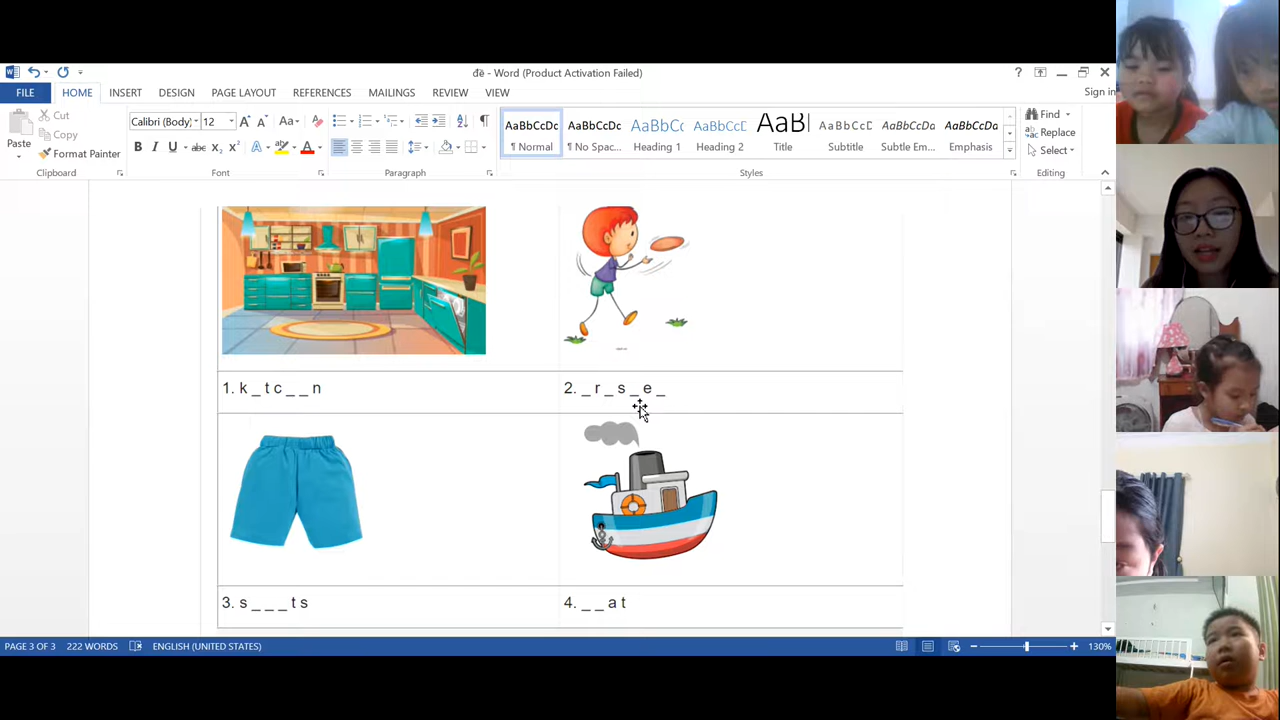 đề - Word (Product Activation Failed)
FILE HOME INSERT DESIGN PAGE LAYOUT REFERENCES MAILINGS REVIEW VIEW Sign in
Paste
Cut
Copy
Format Painter
Clipboard
Calibri (Body) 12
Font
Paragraph
AaBbCcDc AaBbCcDc AaBbCc AaBbCcD AaB AaBbCcD AaBbCcDa AaBbCcDa
¶ Normal ¶ No Spac... Heading 1 Heading 2 Title Subtitle Subtle Em... Emphasis
Styles
Find
Replace
Select
Editing
1. k _ t c _ _ n
2. _ r _ s _ e _
3. s _ _ _ t s
4. _ _ a t
PAGE 3 OF 3 222 WORDS ENGLISH (UNITED STATES) 130%